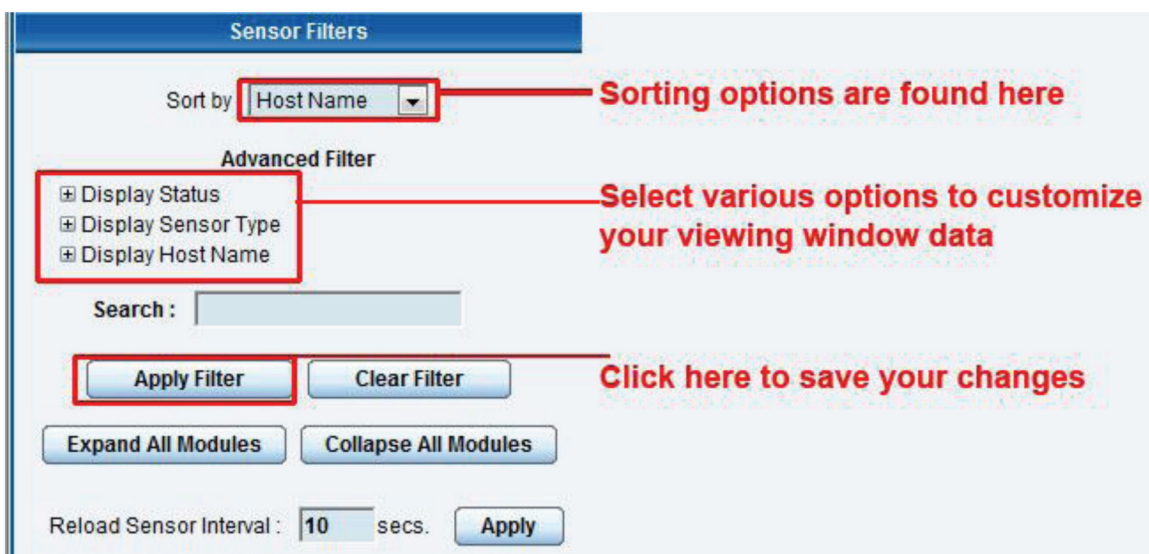 Sensor Filters
Sort by Host Name
Sorting options are found here
Advanced Filter
Display Status
Display Sensor Type
Display Host Name
Select various options to customize
your viewing window data
Search :
Apply Filter Clear Filter
Click here to save your changes
Expand All Modules Collapse All Modules
Reload Sensor Interval : 10 secs. Apply